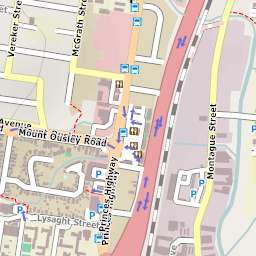 Vereker Street
McGrath Street
Avenue
Mount Ousley Road
Montague Street
Princes Highway
Lysaght Street
P
P
P
P
P
P